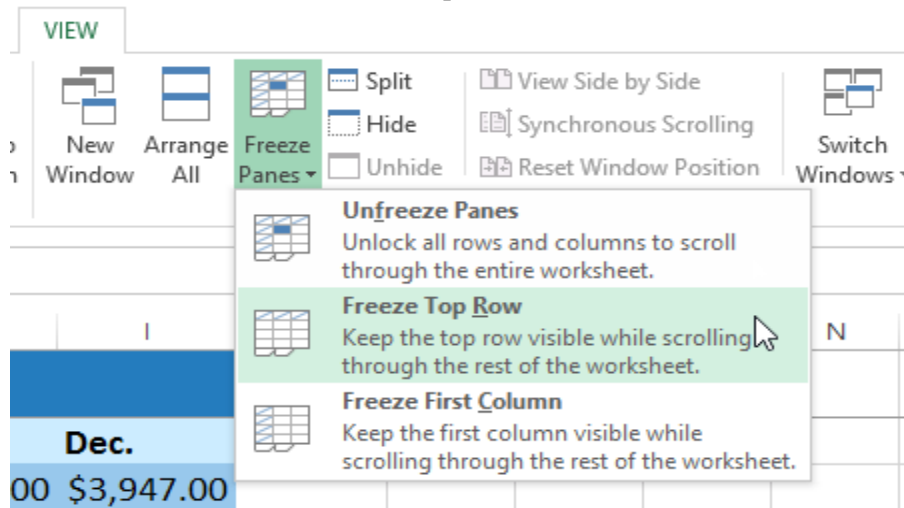 VIEW
New Window
Arrange All
Freeze Panes
Split
Hide
Unhide
View Side by Side
Synchronous Scrolling
Reset Window Position
Switch Windows
Unfreeze Panes
Unlock all rows and columns to scroll
through the entire worksheet.
Freeze Top Row
Keep the top row visible while scrolling
through the rest of the worksheet.
Freeze First Column
Keep the first column visible while
scrolling through the rest of the worksheet.
I
N
Dec.
00 $3,947.00